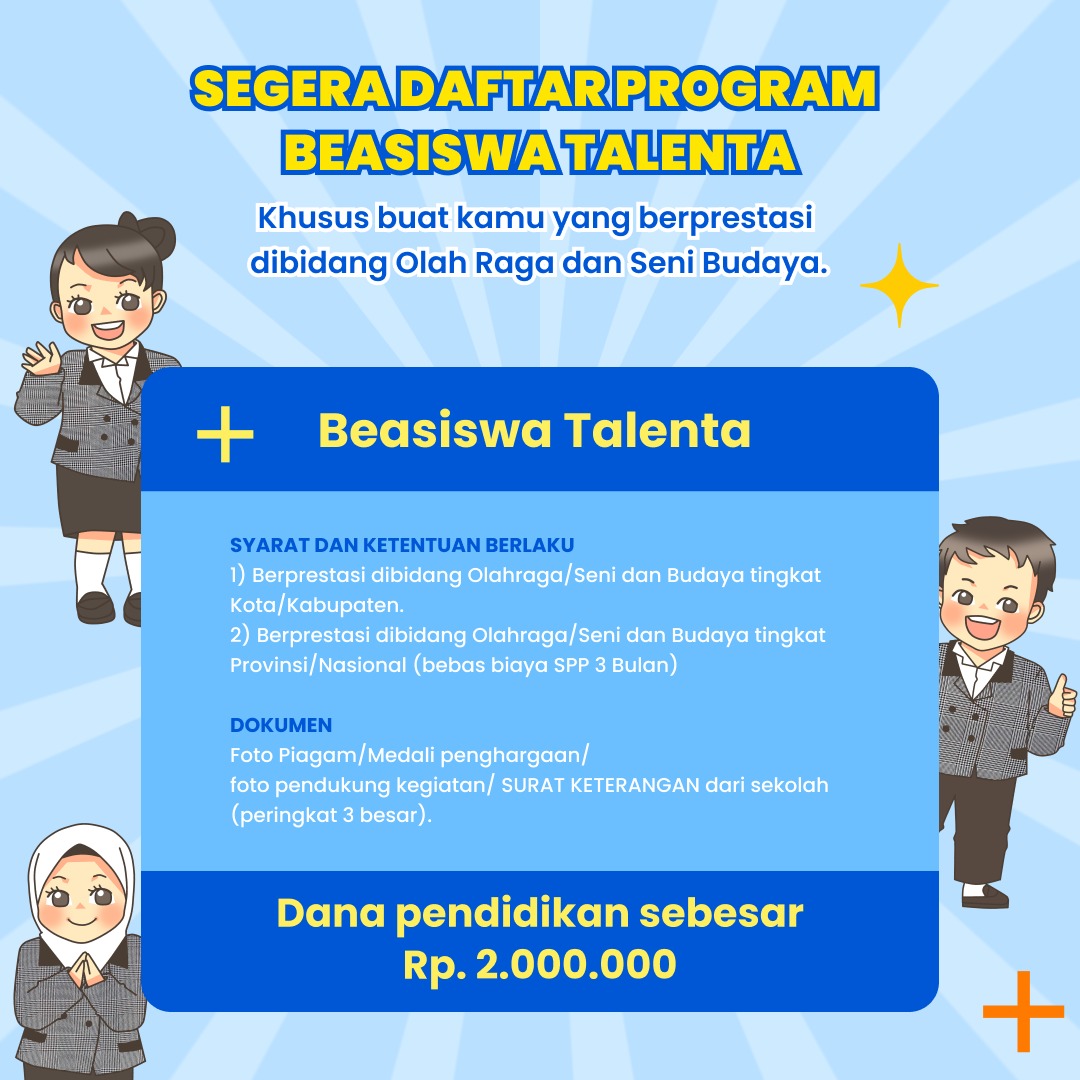 SEGERA DAFTAR PROGRAM
BEASISWA TALENTA
Khusus buat kamu yang berprestasi
dibidang Olah Raga dan Seni Budaya.
Beasiswa Talenta
SYARAT DAN KETENTUAN BERLAKU
1) Berprestasi dibidang Olahraga/Seni dan Budaya tingkat
Kota/Kabupaten.
2) Berprestasi dibidang Olahraga/Seni dan Budaya tingkat
Provinsi/Nasional (bebas biaya SPP 3 Bulan)
DOKUMEN
Foto Piagam/Medali penghargaan/
foto pendukung kegiatan/ SURAT KETERANGAN dari sekolah
(peringkat 3 besar).
Dana pendidikan sebesar
Rp. 2.000.000